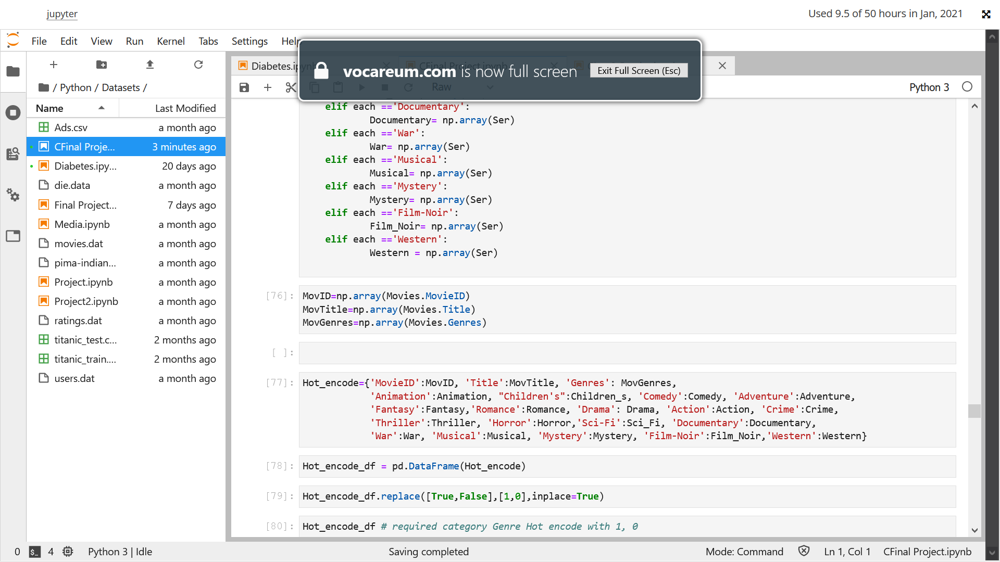 jupyter
Used 9.5 of 50 hours in Jan, 2021
File Edit View Run Kernel Tabs Settings Help
vocareum.com is now full screen
Exit Full Screen (Esc)
Diabetes.ipynb
CFinal Project.ipynb
Raw
Python 3
/ Python / Datasets /
Name Last Modified
Ads.csv a month ago
CFinal Proje... 3 minutes ago
Diabetes.ipy... 20 days ago
die.data a month ago
Final Project... 7 days ago
Media.ipynb a month ago
movies.dat a month ago
pima-indian... a month ago
Project.ipynb a month ago
Project2.ipynb a month ago
ratings.dat a month ago
titanic_test.c... 2 months ago
titanic_train.... 2 months ago
users.dat a month ago
elif each =='Documentary':
Documentary= np.array(Ser)
elif each =='War':
War= np.array(Ser)
elif each =='Musical':
Musical= np.array(Ser)
elif each =='Mystery':
Mystery= np.array(Ser)
elif each =='Film-Noir':
Film_Noir= np.array(Ser)
elif each =='Western':
Western = np.array(Ser)
[76]: MovID=np.array(Movies.MovieID)
MovTitle=np.array(Movies.Title)
MovGenres=np.array(Movies.Genres)
[ ]:
[77]: Hot_encode={'MovieID':MovID, 'Title':MovTitle, 'Genres': MovGenres,
'Animation':Animation, "Children's":Children_s, 'Comedy':Comedy, 'Adventure':Adventure,
'Fantasy':Fantasy,'Romance':Romance, 'Drama': Drama, 'Action':Action, 'Crime':Crime,
'Thriller':Thriller, 'Horror':Horror,'Sci-Fi':Sci_Fi, 'Documentary':Documentary,
'War':War, 'Musical':Musical, 'Mystery':Mystery, 'Film-Noir':Film_Noir,'Western':Western}
[78]: Hot_encode_df = pd.DataFrame(Hot_encode)
[79]: Hot_encode_df.replace([True,False],[1,0],inplace=True)
[80]: Hot_encode_df # required category Genre Hot encode with 1, 0
0 4 Python 3 | Idle
Saving completed
Mode: Command Ln 1, Col 1 CFinal Project.ipynb